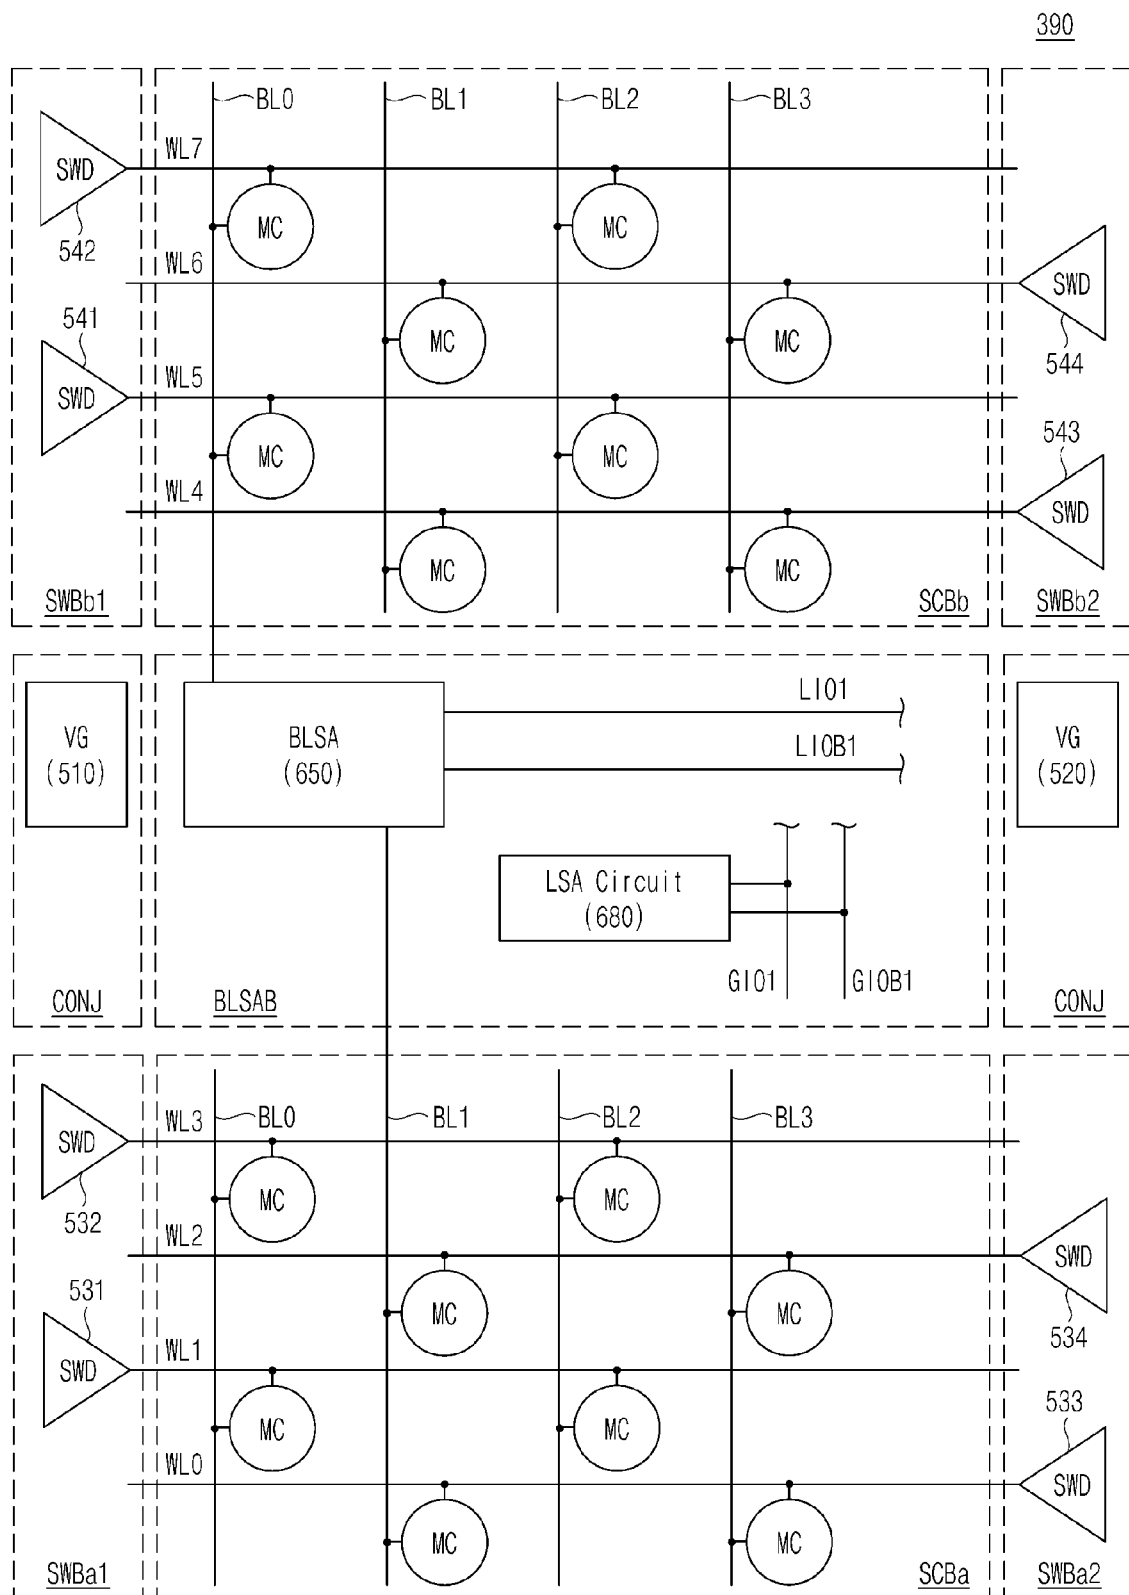 390
BL0
BL1
BL2
BL3
WL7
SWD
542
MC
MC
WL6
SWD
544
541
MC
MC
WL5
SWD
MC
MC
543
WL4
SWD
MC
MC
SWBb1
SCBb
SWBb2
VG
(510)
BLSA
(650)
LIO1
LIOB1
VG
(520)
LSA Circuit
(680)
GIO1
GIOB1
CONJ
BLSAB
CONJ
BL0
BL1
BL2
BL3
WL3
SWD
532
MC
MC
WL2
SWD
534
531
MC
MC
WL1
SWD
MC
MC
533
WL0
SWD
MC
MC
SWBa1
SCBa
SWBa2